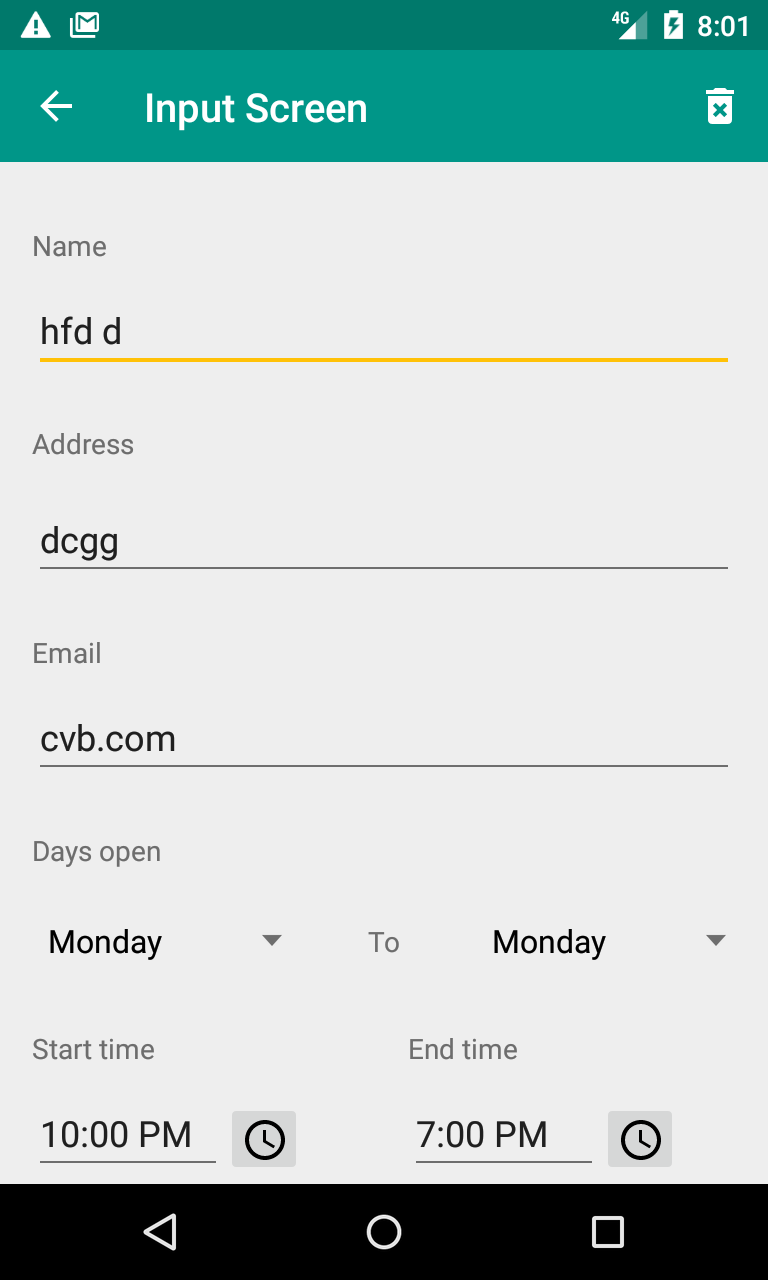 4G 8:01
Input Screen
Name
hfd d
Address
dcgg
Email
cvb.com
Days open
Monday To Monday
Start time End time
10:00 PM 7:00 PM